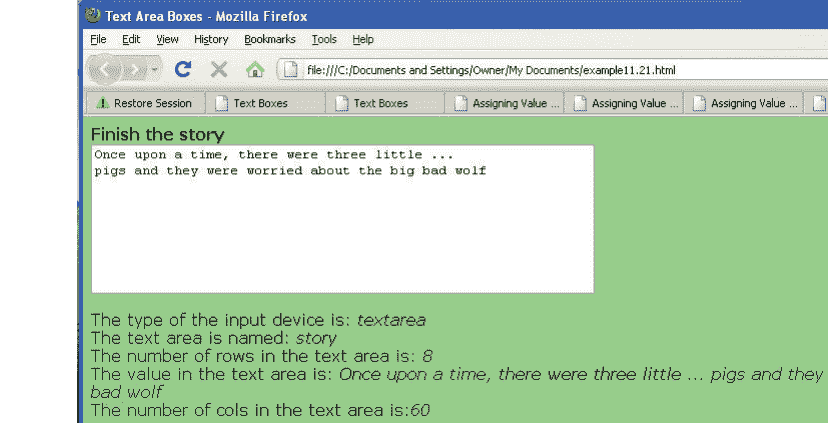 Text Area Boxes - Mozilla Firefox
File Edit View History Bookmarks Tools Help
file:///C:/Documents and Settings/Owner/My Documents/example11.21.html
Restore Session Text Boxes Text Boxes Assigning Value ... Assigning Value ... Assigning Value ...
Finish the story
Once upon a time, there were three little ...
pigs and they were worried about the big bad wolf
The type of the input device is: textarea
The text area is named: story
The number of rows in the text area is: 8
The value in the text area is: Once upon a time, there were three little ... pigs and they
bad wolf
The number of cols in the text area is:60